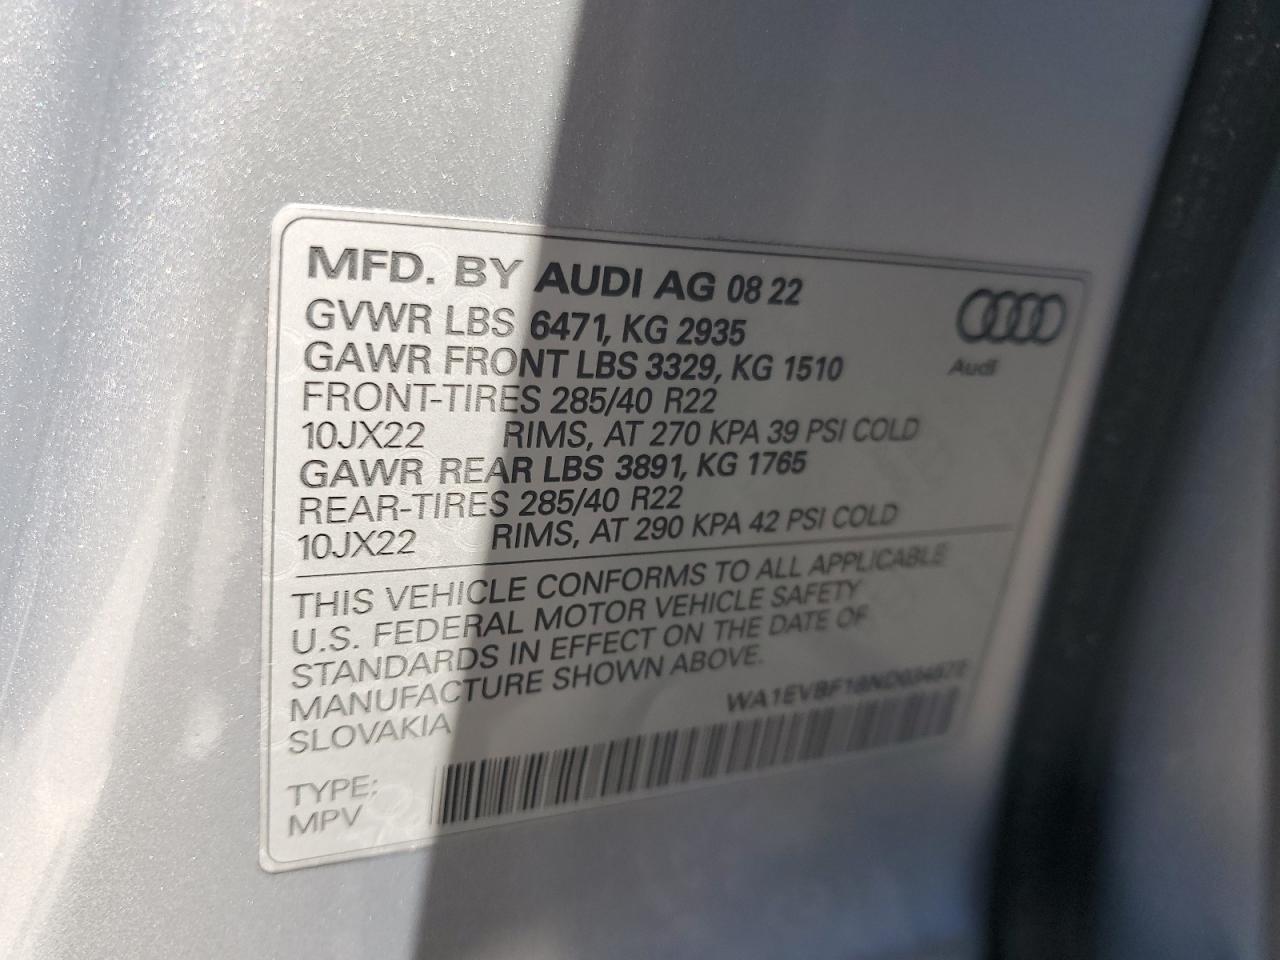 MFD. BY AUDI AG 08 22
GVWR LBS 6471, KG 2935
GAWR FRONT LBS 3329, KG 1510
FRONT-TIRES 285/40 R22
10JX22 RIMS, AT 270 KPA 39 PSI COLD
GAWR REAR LBS 3891, KG 1765
REAR-TIRES 285/40 R22
10JX22 RIMS, AT 290 KPA 42 PSI COLD
Audi
THIS VEHICLE CONFORMS TO ALL APPLICABLE
U.S. FEDERAL MOTOR VEHICLE SAFETY
STANDARDS IN EFFECT ON THE DATE OF
MANUFACTURE SHOWN ABOVE.
SLOVAKIA
TYPE:
MPV